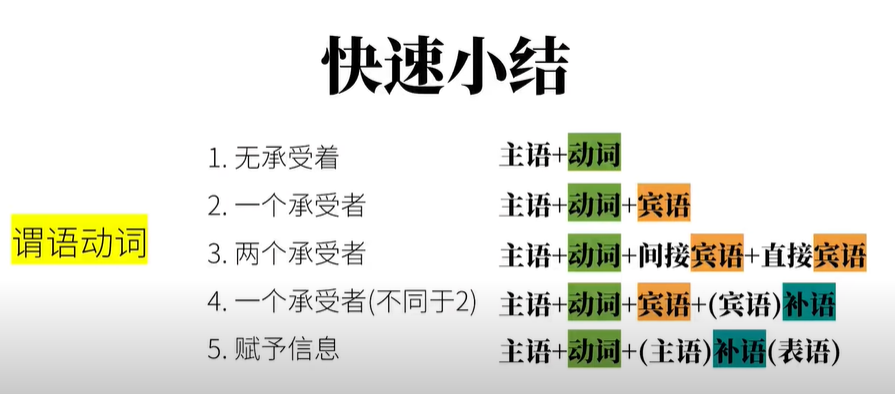 快速小结
谓语动词
1. 无承受着 主语+动词
2. 一个承受者 主语+动词+宾语
3. 两个承受者 主语+动词+间接宾语+直接宾语
4. 一个承受者(不同于2) 主语+动词+宾语+(宾语)补语
5. 赋予信息 主语+动词+(主语)补语(表语)